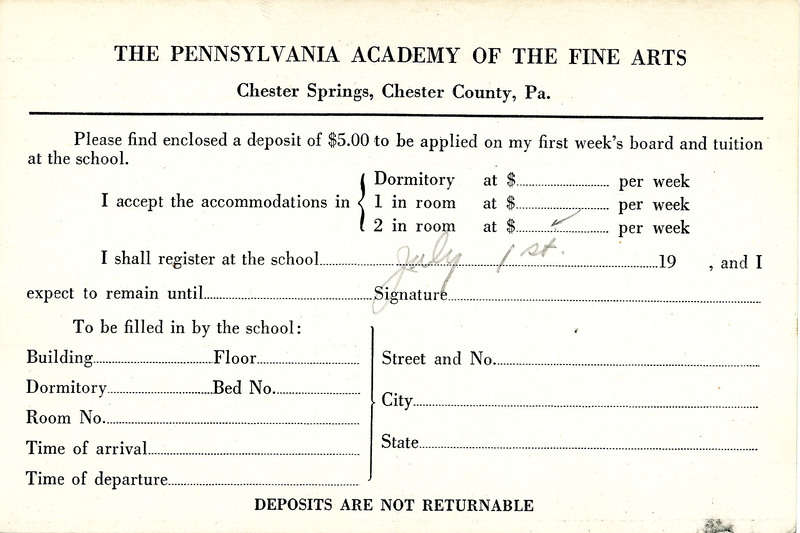 THE PENNSYLVANIA ACADEMY OF THE FINE ARTS
Chester Springs, Chester County, Pa.
Please find enclosed a deposit of $5.00 to be applied on my first week's board and tuition
at the school.
I accept the accommodations in { Dormitory at $.......... per week
1 in room at $.......... per week
2 in room at $.....✓..... per week
I shall register at the school.......... July 1st. ..........19 , and I
expect to remain until..........Signature..........
To be filled in by the school:
Building..........Floor..........
Dormitory..........Bed No...........
Room No...........
Time of arrival..........
Time of departure..........
Street and No...........
City..........
State..........
DEPOSITS ARE NOT RETURNABLE